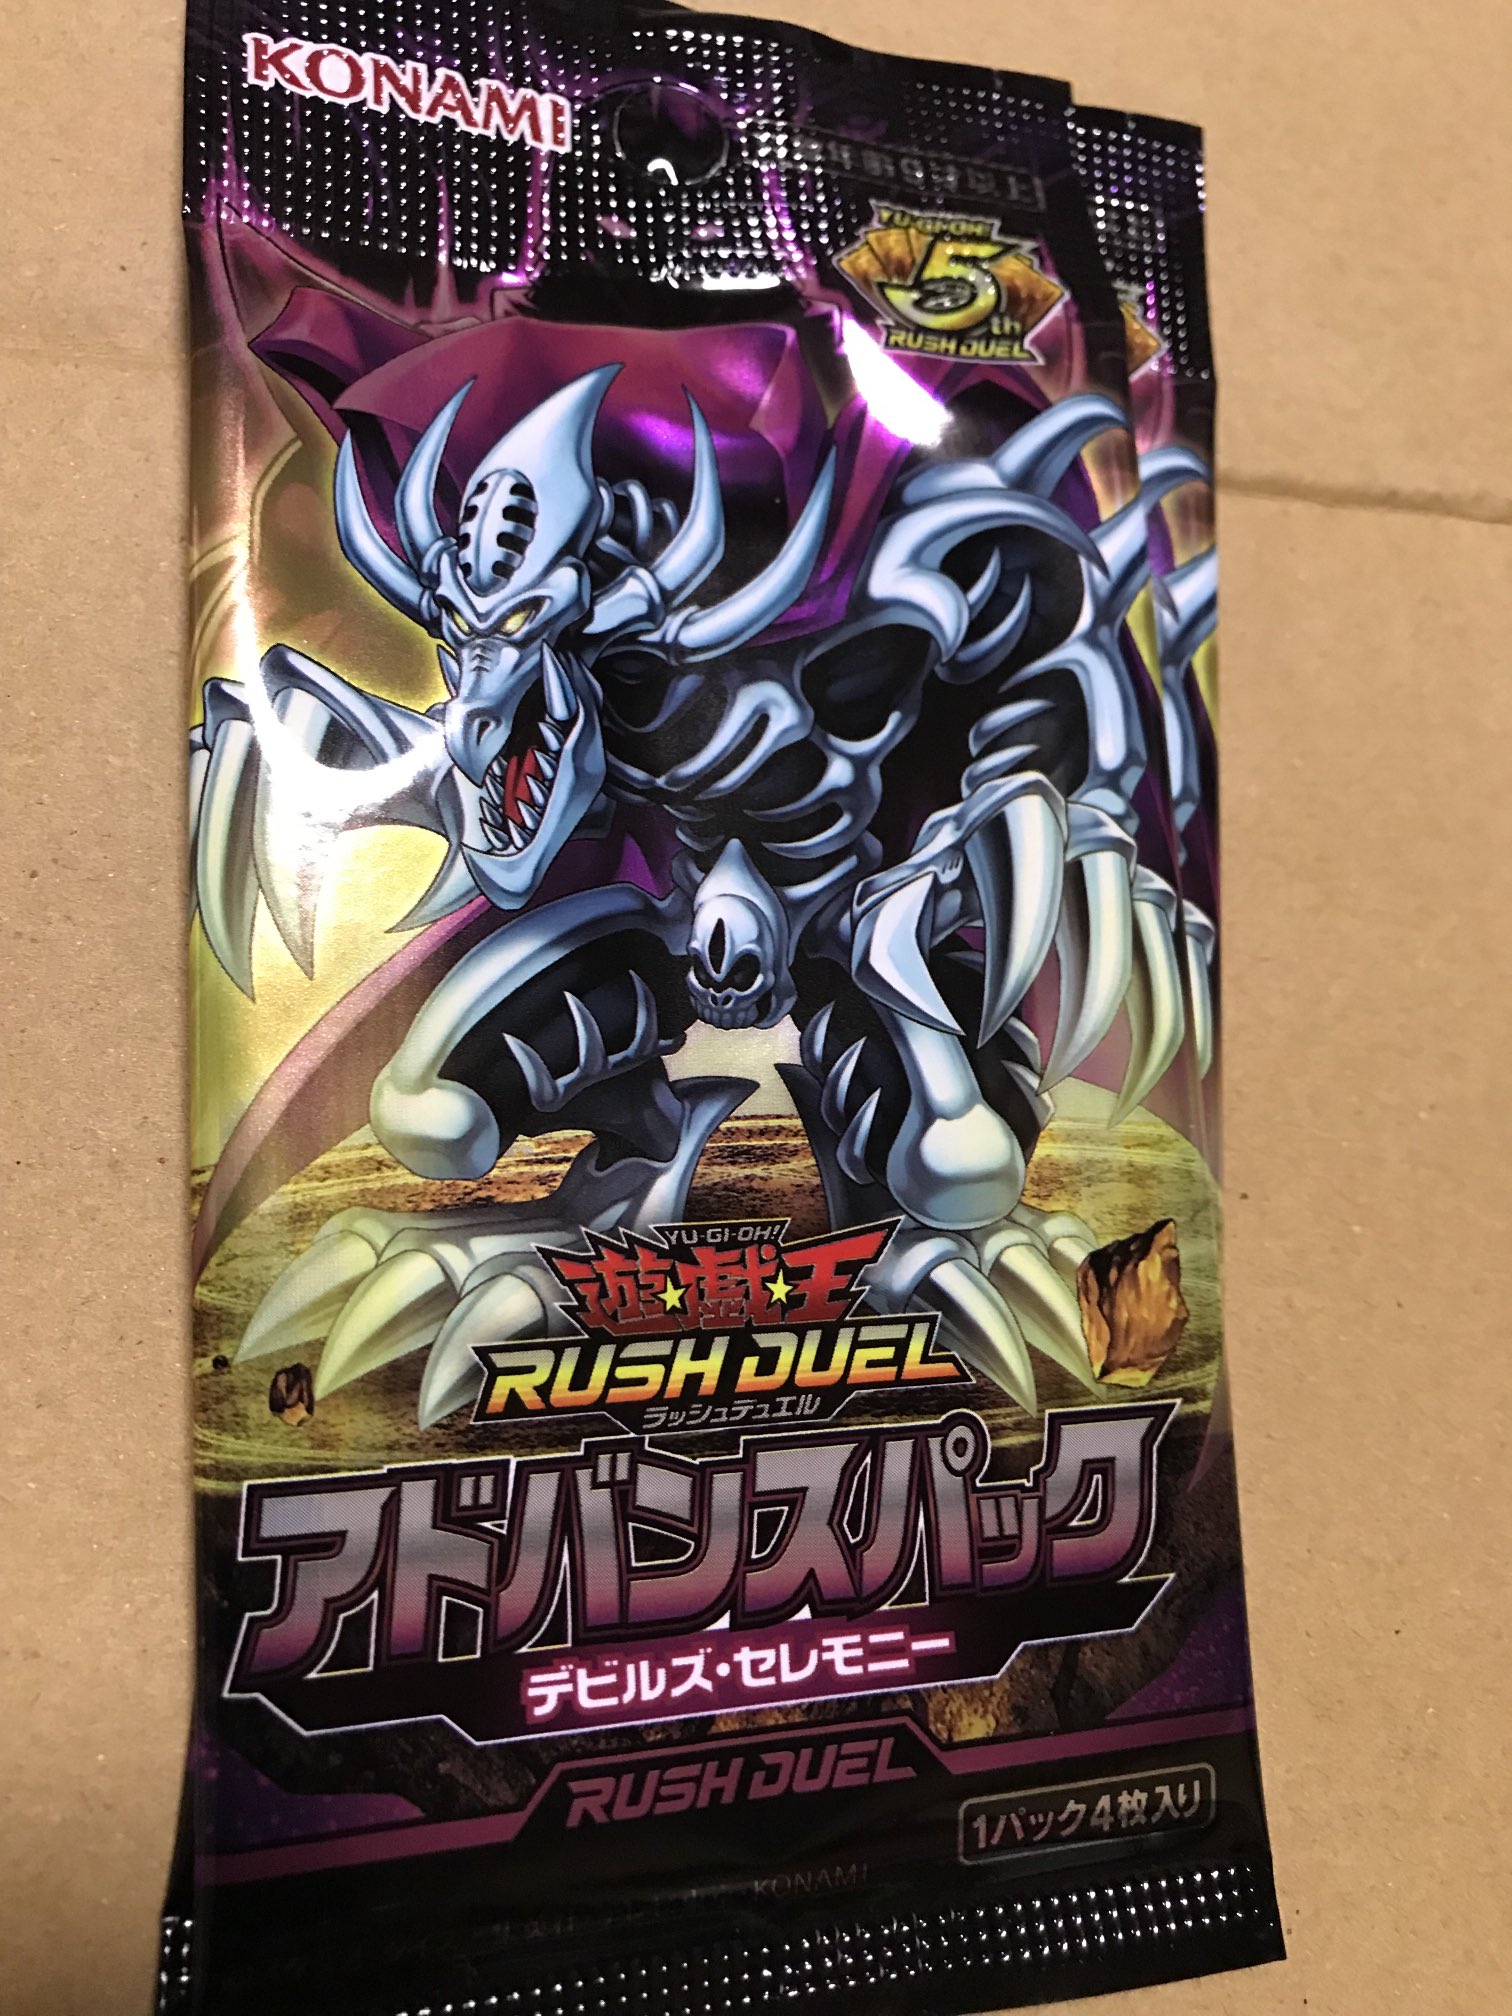 KONAMI
YU-GI-OH!
5th
RUSH DUEL
YU-GI-OH!
遊☆戯☆王
RUSH DUEL
ラッシュデュエル
アドバンスパック
デビルズ・セレモニー
RUSH DUEL
1パック4枚入り
KONAMI